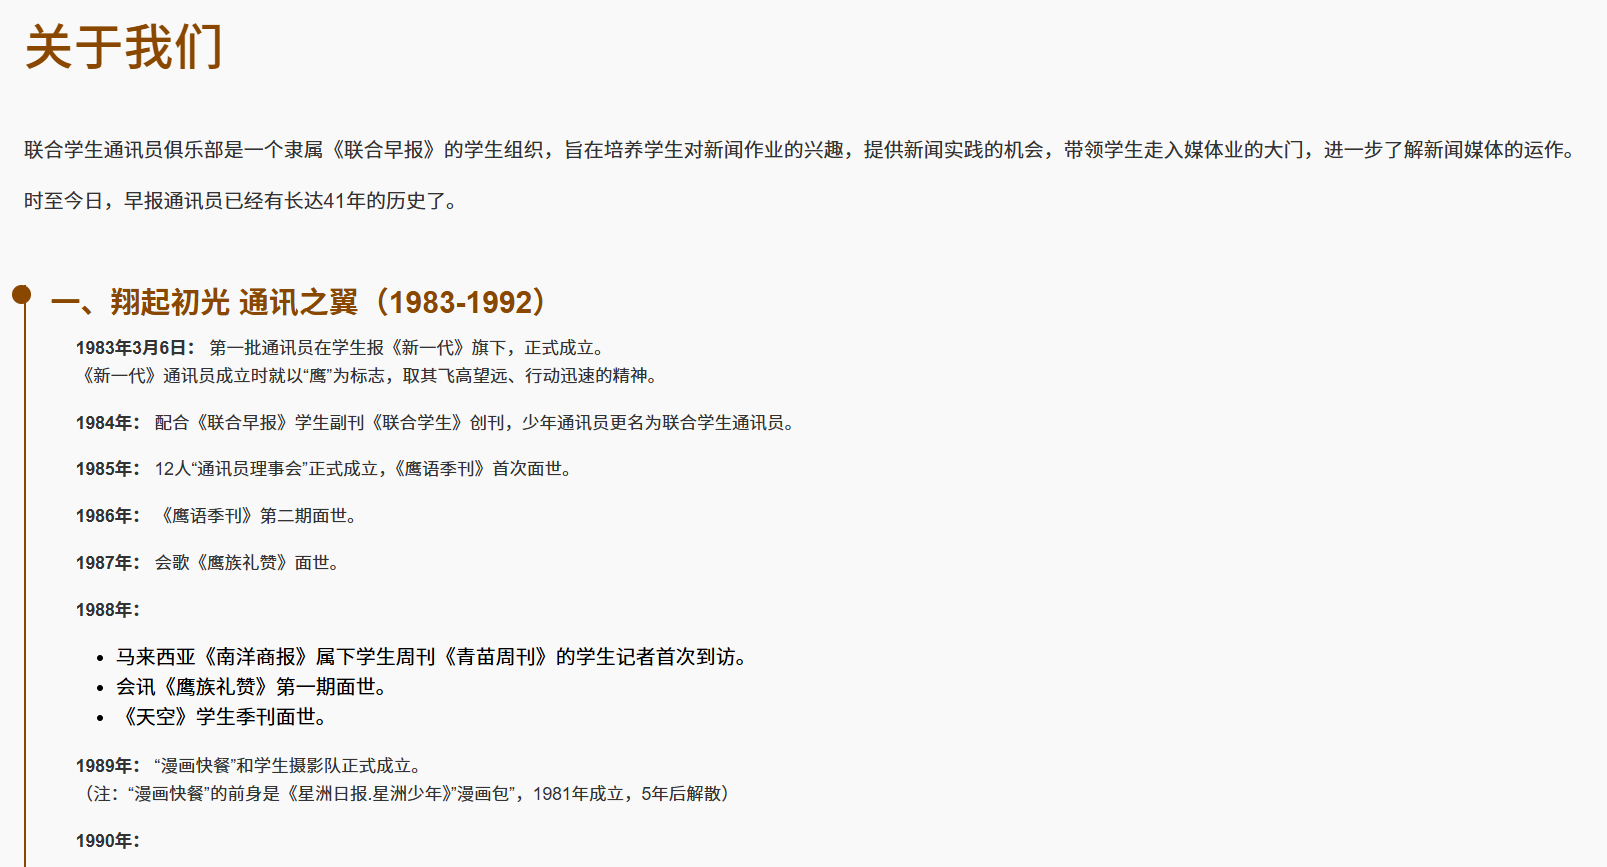 关于我们
联合学生通讯员俱乐部是一个隶属《联合早报》的学生组织，旨在培养学生对新闻作业的兴趣，提供新闻实践的机会，带领学生走入媒体业的大门，进一步了解新闻媒体的运作。
时至今日，早报通讯员已经有长达41年的历史了。
一、翔起初光 通讯之翼（1983-1992）
1983年3月6日： 第一批通讯员在学生报《新一代》旗下，正式成立。
《新一代》通讯员成立时就以“鹰”为标志，取其飞高望远、行动迅速的精神。
1984年： 配合《联合早报》学生副刊《联合学生》创刊，少年通讯员更名为联合学生通讯员。
1985年： 12人“通讯员理事会”正式成立，《鹰语季刊》首次面世。
1986年： 《鹰语季刊》第二期面世。
1987年： 会歌《鹰族礼赞》面世。
1988年：
• 马来西亚《南洋商报》属下学生周刊《青苗周刊》的学生记者首次到访。
• 会讯《鹰族礼赞》第一期面世。
• 《天空》学生季刊面世。
1989年： “漫画快餐”和学生摄影队正式成立。
（注：“漫画快餐”的前身是《星洲日报.星洲少年》”漫画包”，1981年成立，5年后解散）
1990年：